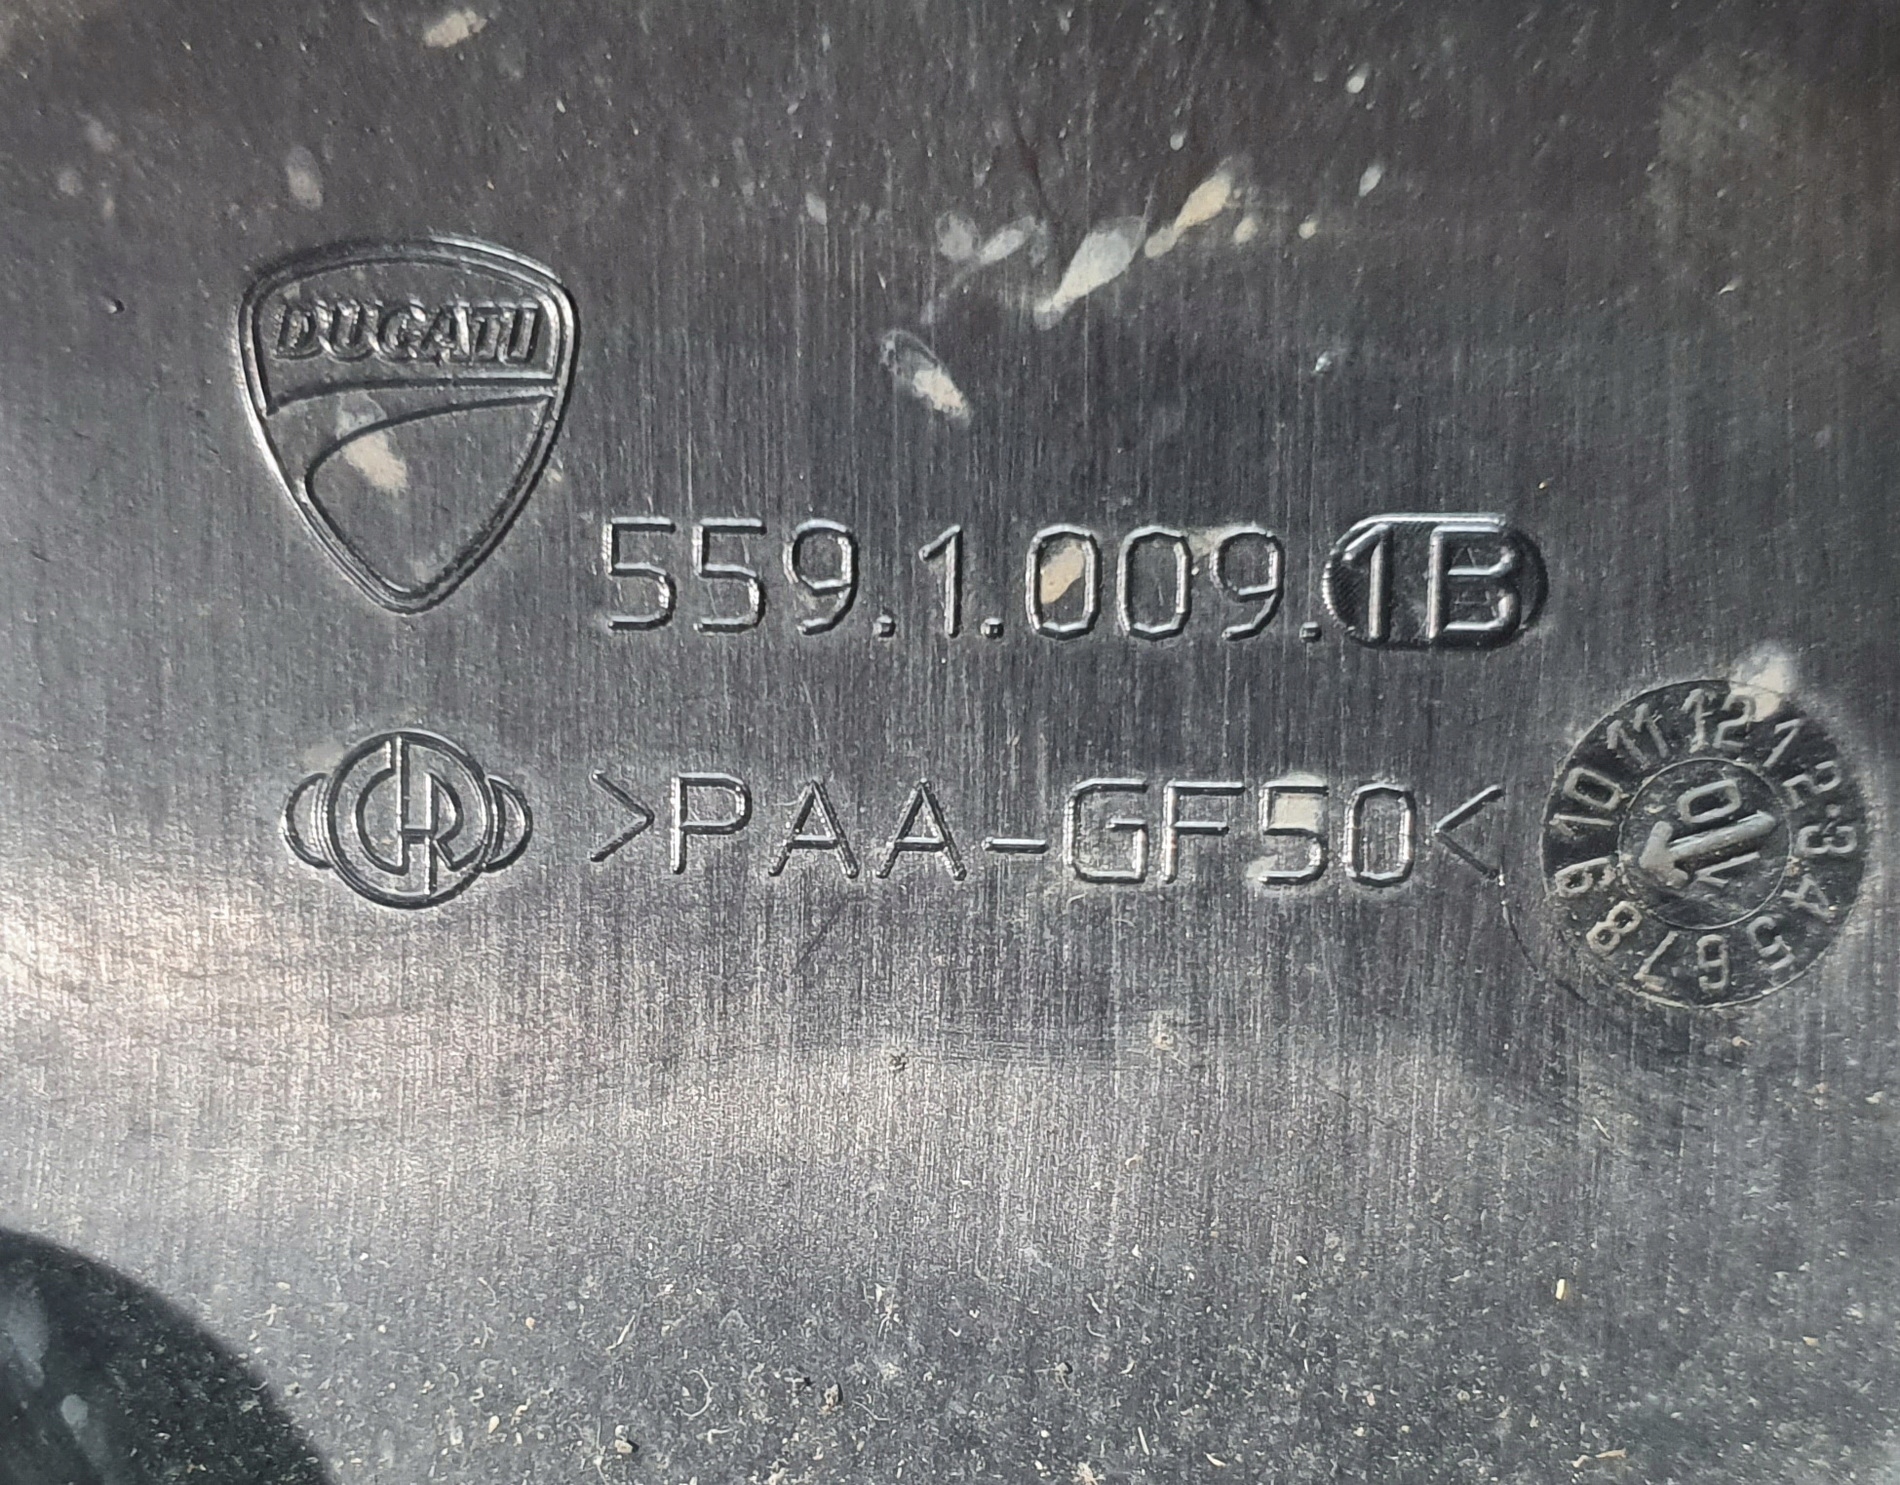 DUCATI
559.1.009.1B
CR >PAA-GF50<
10 11 12 1 2 3 4 5 6 7 8 9